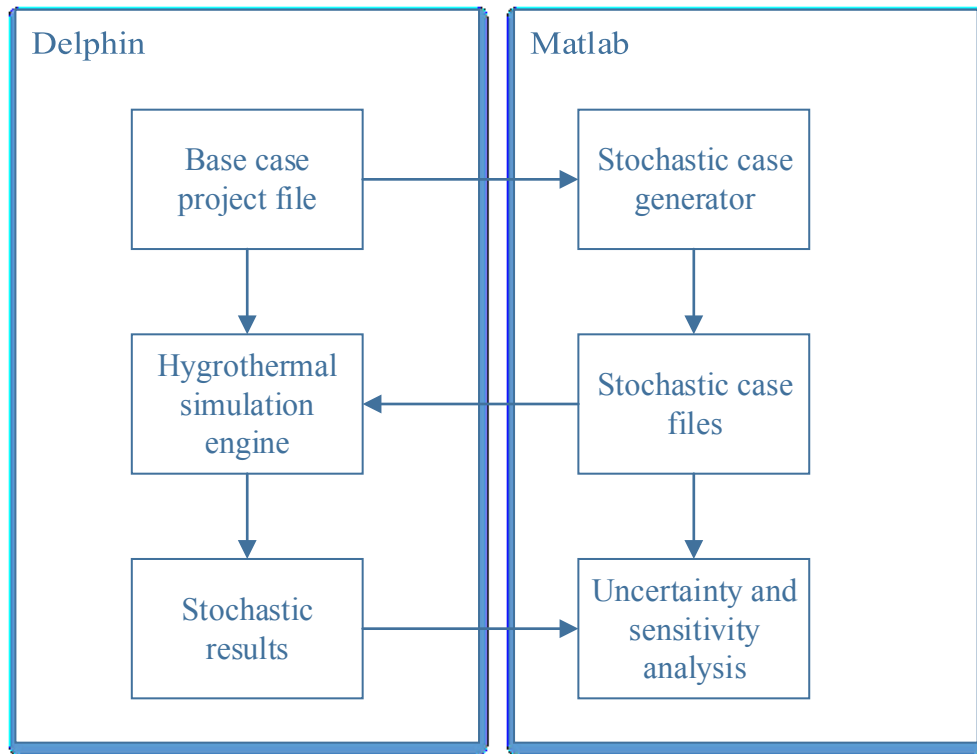 Delphin
Matlab
Base case
project file
Stochastic case
generator
Hygrothermal
simulation
engine
Stochastic case
files
Stochastic
results
Uncertainty and
sensitivity
analysis